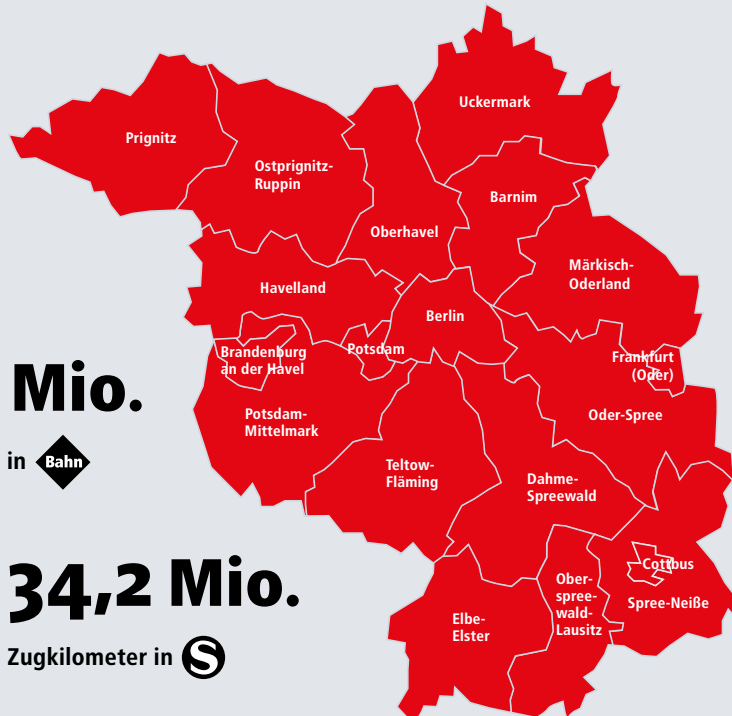 Uckermark
Prignitz
Ostprignitz-
Ruppin
Barnim
Oberhavel
Märkisch-
Oderland
Havelland
Berlin
Brandenburg
an der Havel
Potsdam
Frankfurt
(Oder)
Mio.
in Bahn
Potsdam-
Mittelmark
Oder-Spree
Teltow-
Fläming
Dahme-
Spreewald
34,2 Mio.
Zugkilometer in S
Cottbus
Spree-Neiße
Ober-
spree-
wald-
Lausitz
Elbe-
Elster